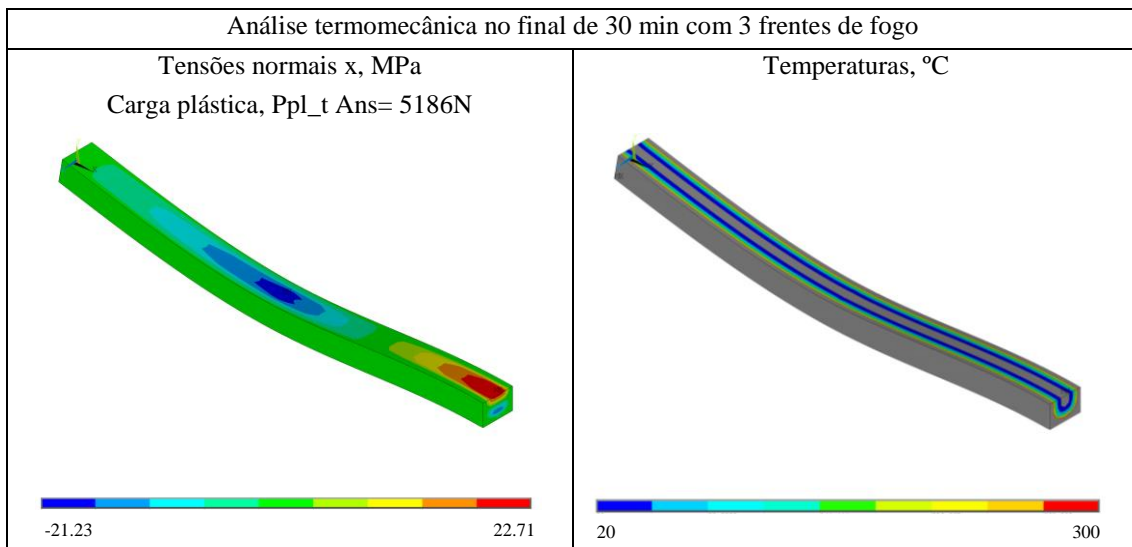 Análise termomecânica no final de 30 min com 3 frentes de fogo
Tensões normais x, MPa
Carga plástica, Ppl_t Ans= 5186N
Temperaturas, ºC
-21.23
22.71
20
300